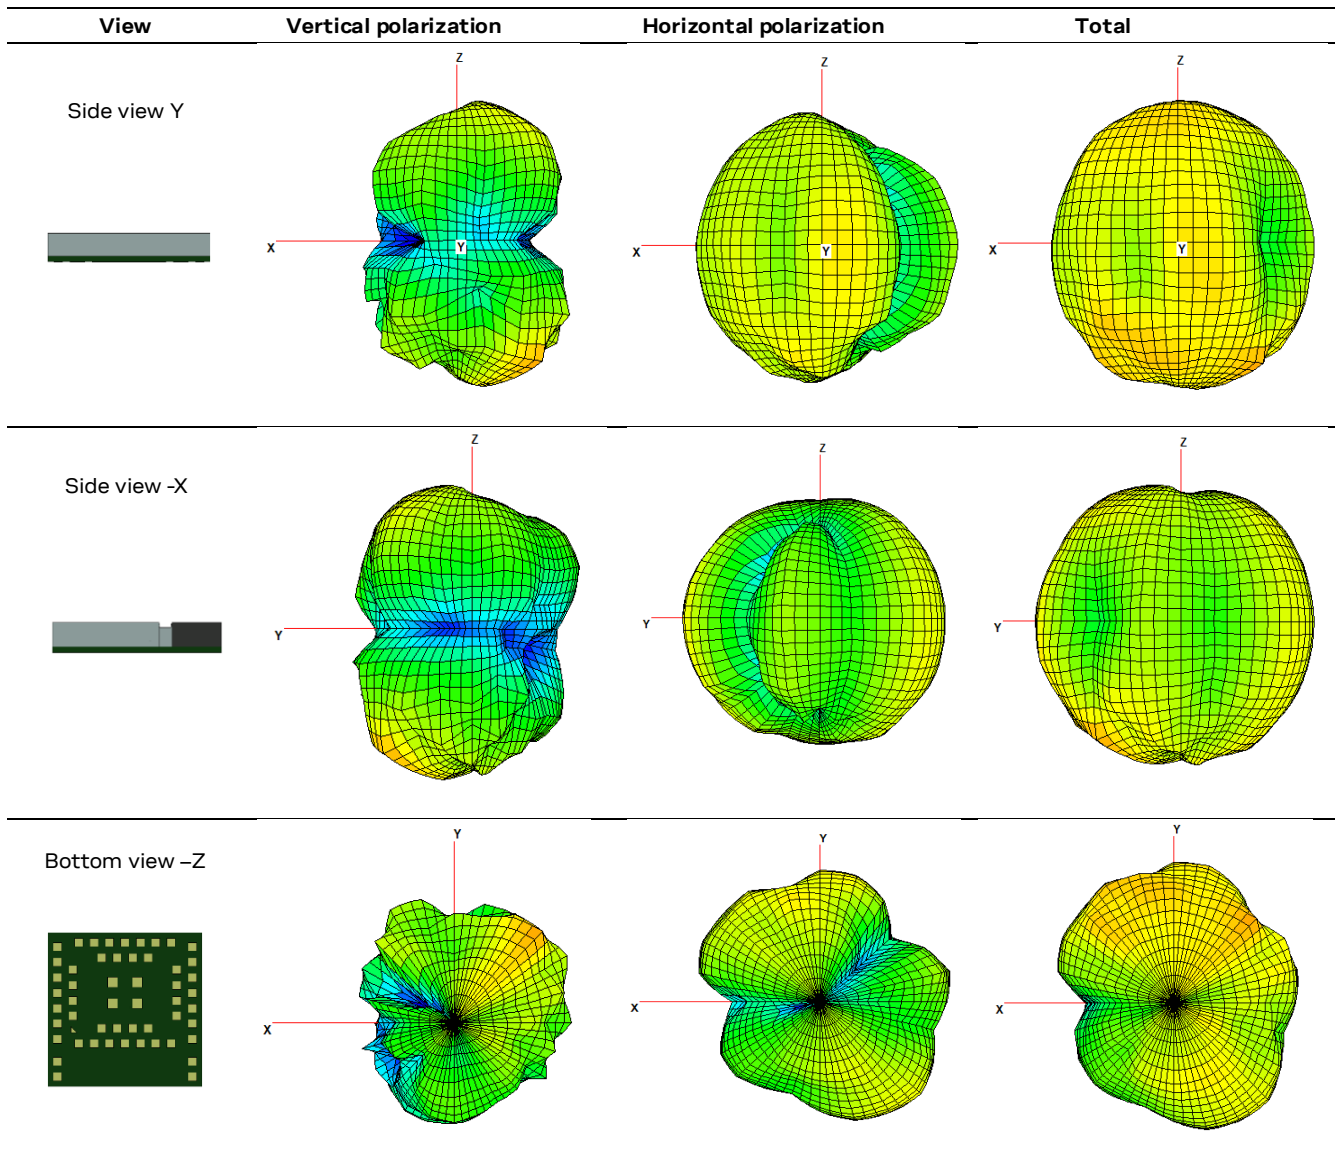 View Vertical polarization Horizontal polarization Total
Side view Y
Z Z Z
X Y X Y X Y
Side view -X
Z Z Z
Y Y Y
Bottom view –Z
Y Y Y
X X X